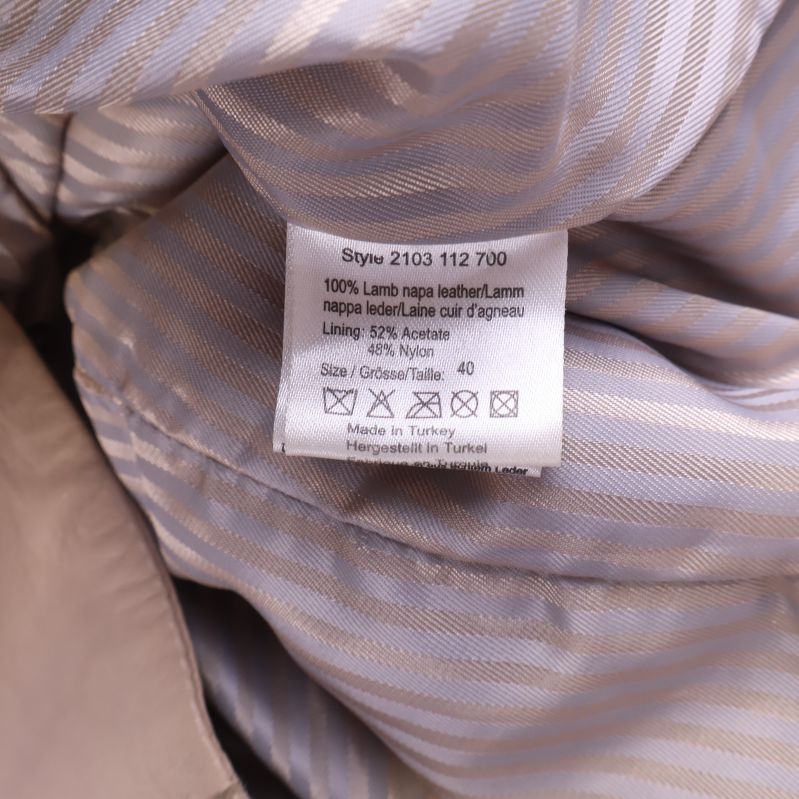 Style 2103 112 700
100% Lamb napa leather/Lamm
nappa leder/Laine cuir d'agneau
Lining: 52% Acetate
48% Nylon
Size / Grösse/Taille: 40
Made in Turkey
Hergestellt in Turkei
Leder